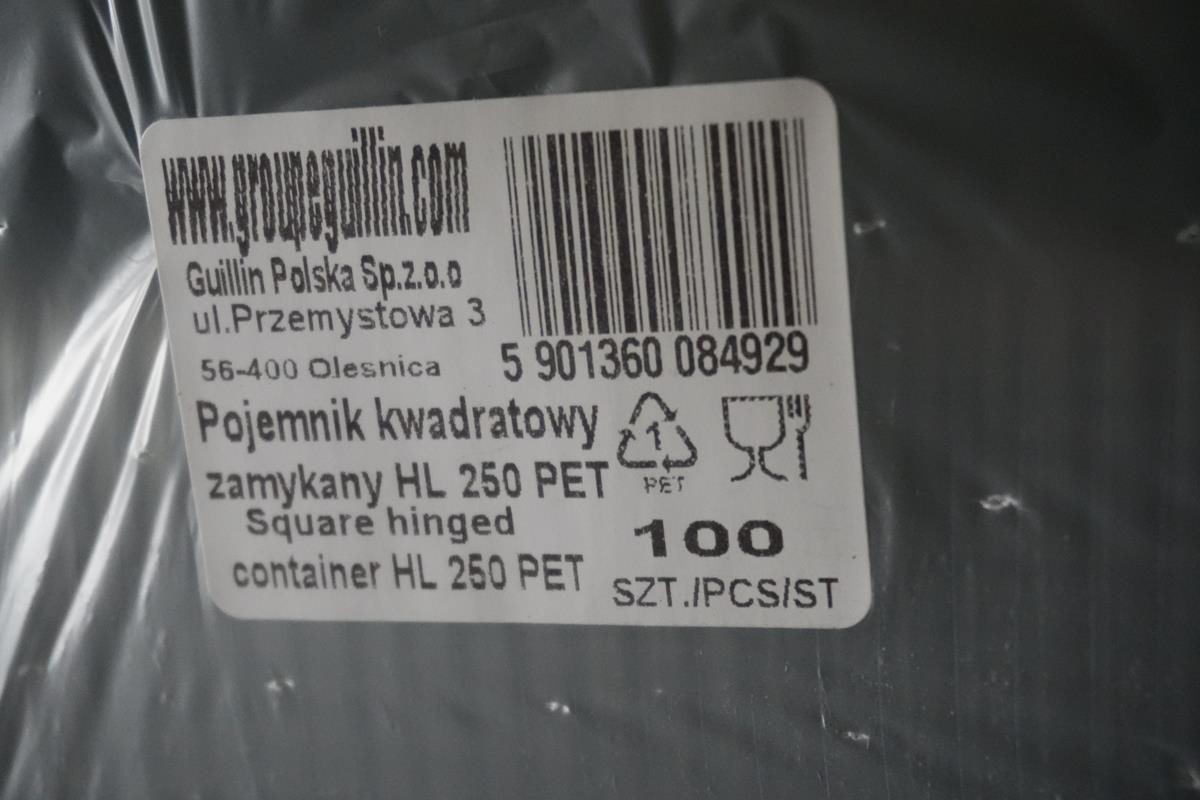 www.groupeguillin.com
Guillin Polska Sp.z.o.o
ul.Przemystowa 3
56-400 Olesnica
5 901360 084929
Pojemnik kwadratowy
zamykany HL 250 PET
Square hinged
container HL 250 PET
1
PET
100
SZT./PCS/ST